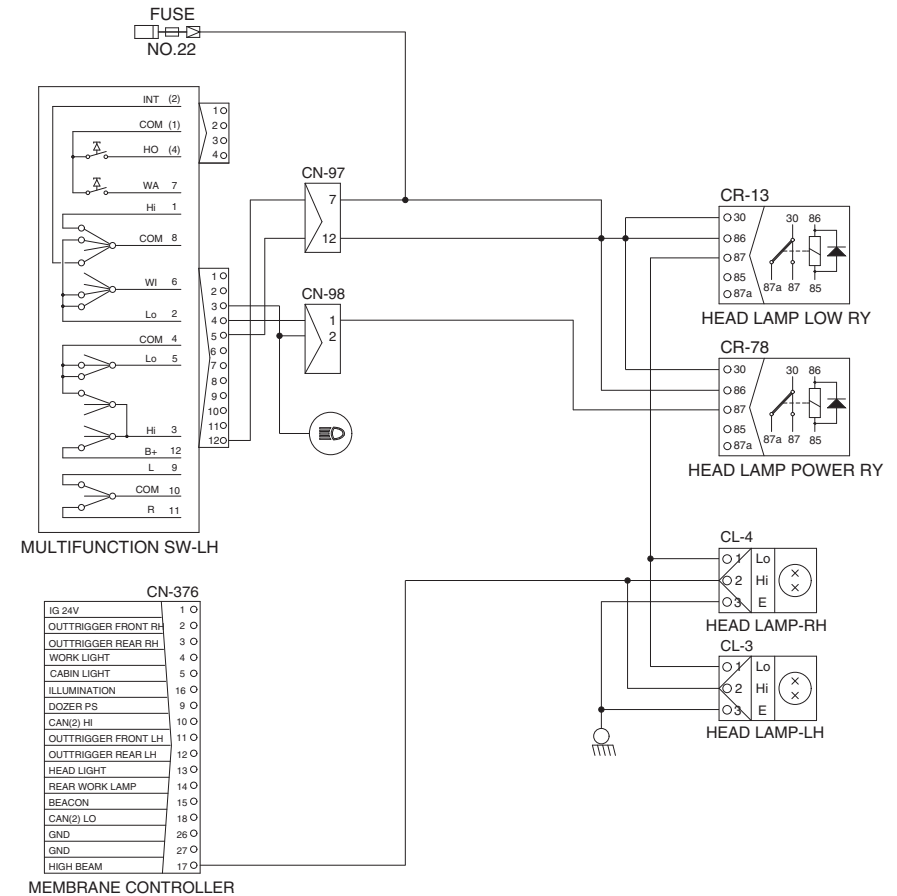 FUSE
NO.22
INT (2)
COM (1)
HO (4)
WA 7
Hi 1
COM 8
WI 6
Lo 2
COM 4
Lo 5
Hi 3
B+ 12
L 9
COM 10
R 11
1
2
3
4
1
2
3
4
5
6
7
8
9
10
11
12
MULTIFUNCTION SW-LH
CN-97
7
12
CN-98
1
2
CR-13
30
86
87
85
87a
30 86
87a 87 85
HEAD LAMP LOW RY
CR-78
30
86
87
85
87a
30 86
87a 87 85
HEAD LAMP POWER RY
CL-4
1 Lo
2 Hi
3 E
HEAD LAMP-RH
CL-3
1 Lo
2 Hi
3 E
HEAD LAMP-LH
CN-376
IG 24V 1
OUTTRIGGER FRONT RH 2
OUTTRIGGER REAR RH 3
WORK LIGHT 4
CABIN LIGHT 5
ILLUMINATION 16
DOZER PS 9
CAN(2) HI 10
OUTTRIGGER FRONT LH 11
OUTTRIGGER REAR LH 12
HEAD LIGHT 13
REAR WORK LAMP 14
BEACON 15
CAN(2) LO 18
GND 26
GND 27
HIGH BEAM 17
MEMBRANE CONTROLLER